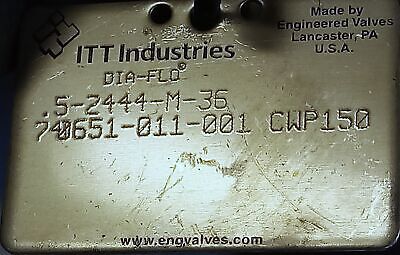 Made by
Engineered Valves
Lancaster, PA
U.S.A.
ITT Industries
DIA-FLO®
.5-2444-M-36
740651-011-001 CWP150
www.engvalves.com